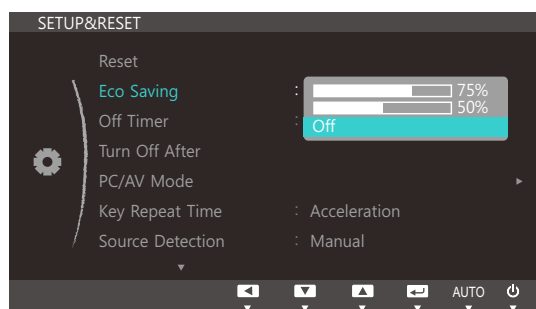 SETUP&RESET
Reset
Eco Saving : 75%
50%
Off Timer : Off
Turn Off After
PC/AV Mode
Key Repeat Time : Acceleration
Source Detection : Manual
AUTO